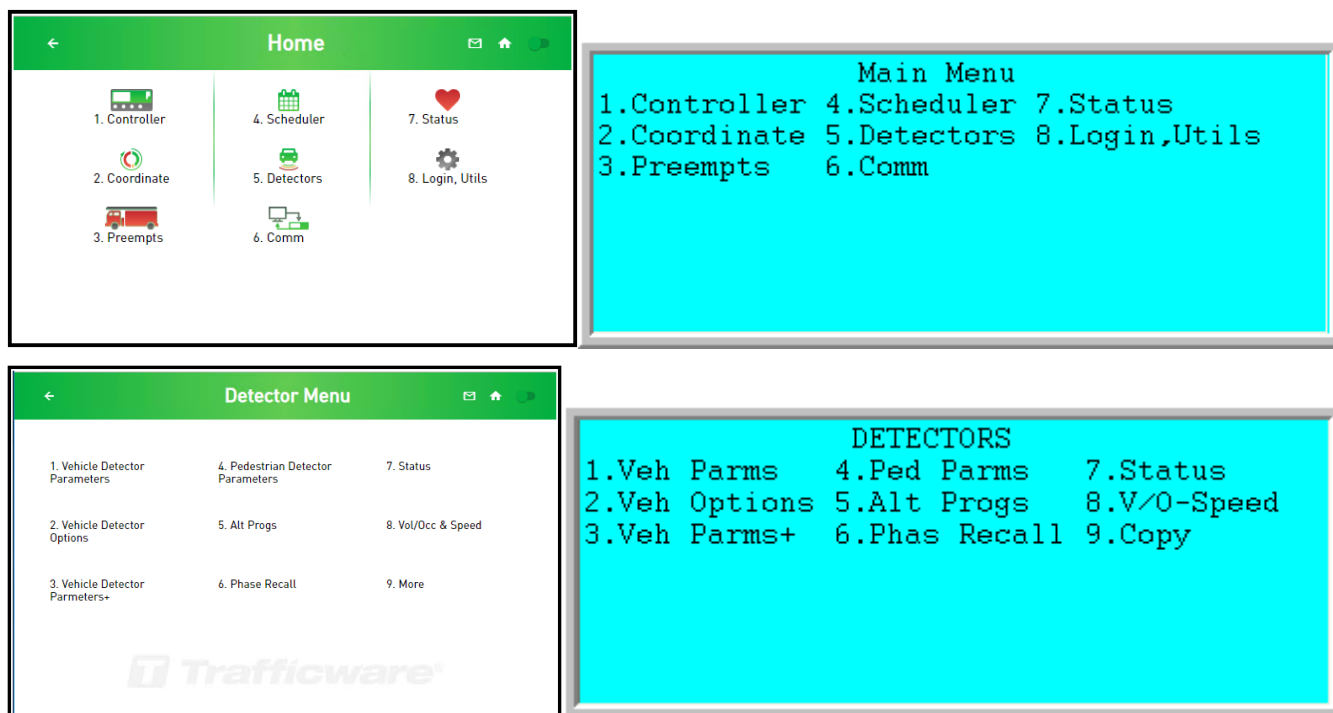 Home
1. Controller
4. Scheduler
7. Status
2. Coordinate
5. Detectors
8. Login, Utils
3. Preempts
6. Comm
Main Menu
1.Controller 4.Scheduler 7.Status
2.Coordinate 5.Detectors 8.Login,Utils
3.Preempts 6.Comm
Detector Menu
1. Vehicle Detector
Parameters
4. Pedestrian Detector
Parameters
7. Status
2. Vehicle Detector
Options
5. Alt Progs
8. Vol/Occ & Speed
3. Vehicle Detector
Parmeters+
6. Phase Recall
9. More
T Trafficware®
DETECTORS
1.Veh Parms 4.Ped Parms 7.Status
2.Veh Options 5.Alt Progs 8.V/O-Speed
3.Veh Parms+ 6.Phas Recall 9.Copy